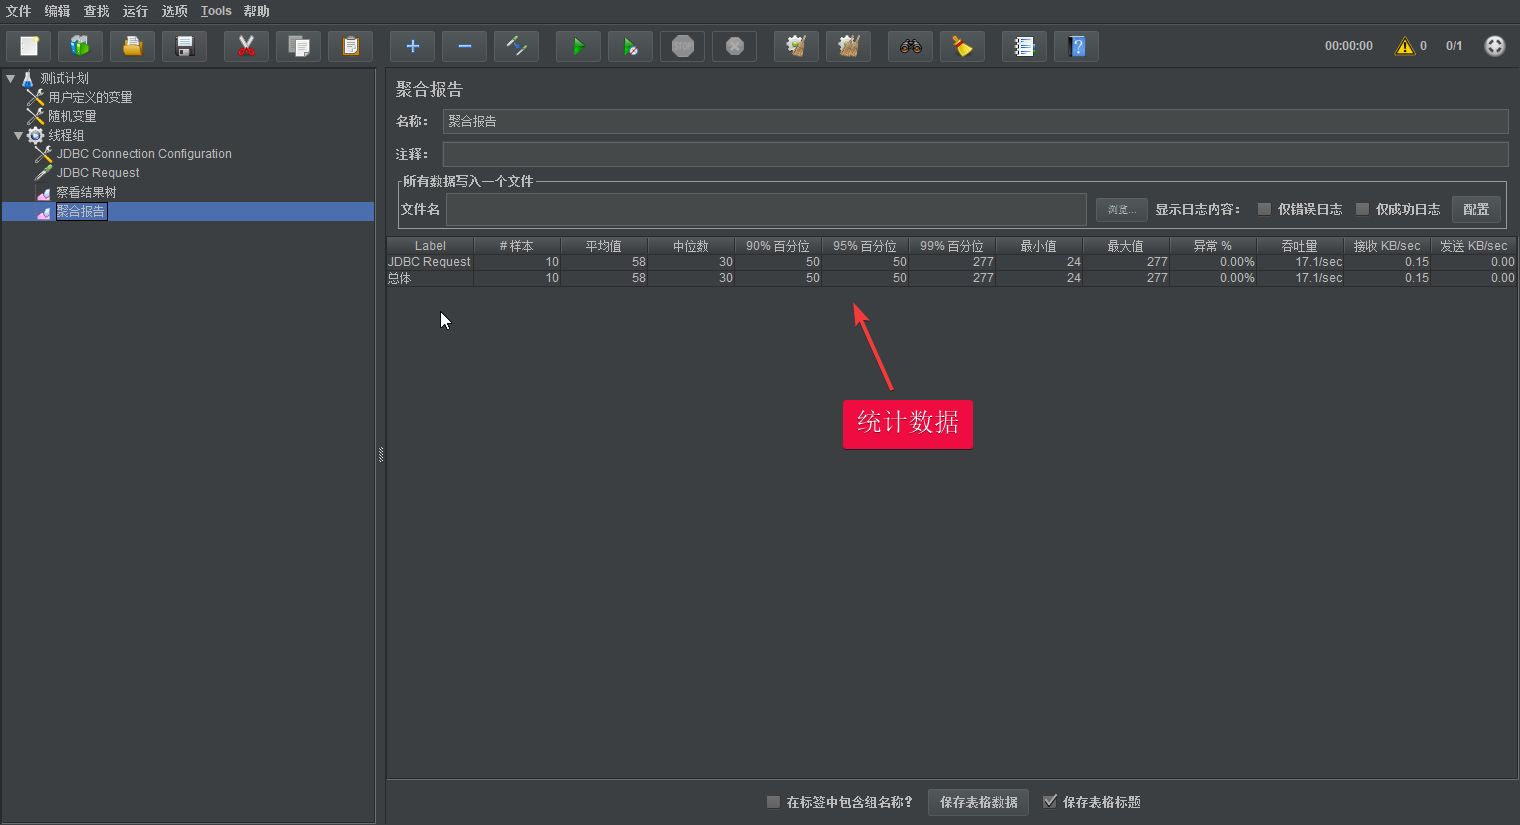 文件 编辑 查找 运行 选项 Tools 帮助
STOP
00:00:00 0 0/1
测试计划
用户定义的变量
随机变量
线程组
JDBC Connection Configuration
JDBC Request
察看结果树
聚合报告
聚合报告
名称： 聚合报告
注释：
所有数据写入一个文件
文件名 浏览... 显示日志内容： 仅错误日志 仅成功日志 配置
Label # 样本 平均值 中位数 90% 百分位 95% 百分位 99% 百分位 最小值 最大值 异常 % 吞吐量 接收 KB/sec 发送 KB/sec
JDBC Request 10 58 30 50 50 277 24 277 0.00% 17.1/sec 0.15 0.00
总体 10 58 30 50 50 277 24 277 0.00% 17.1/sec 0.15 0.00
统计数据
在标签中包含组名称？ 保存表格数据 保存表格标题